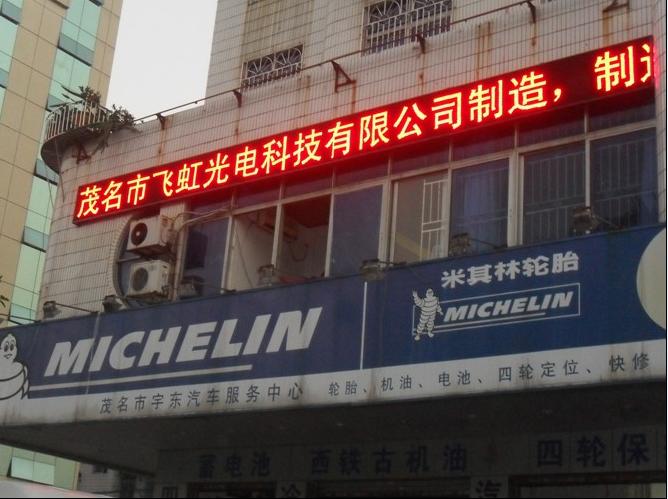 茂名市飞虹光电科技有限公司制造，制造
米其林轮胎
MICHELIN
MICHELIN
茂名市宇东汽车服务中心 轮胎、机油、电池、四轮定位、快修
蓄电池 西铁古机油 四轮保